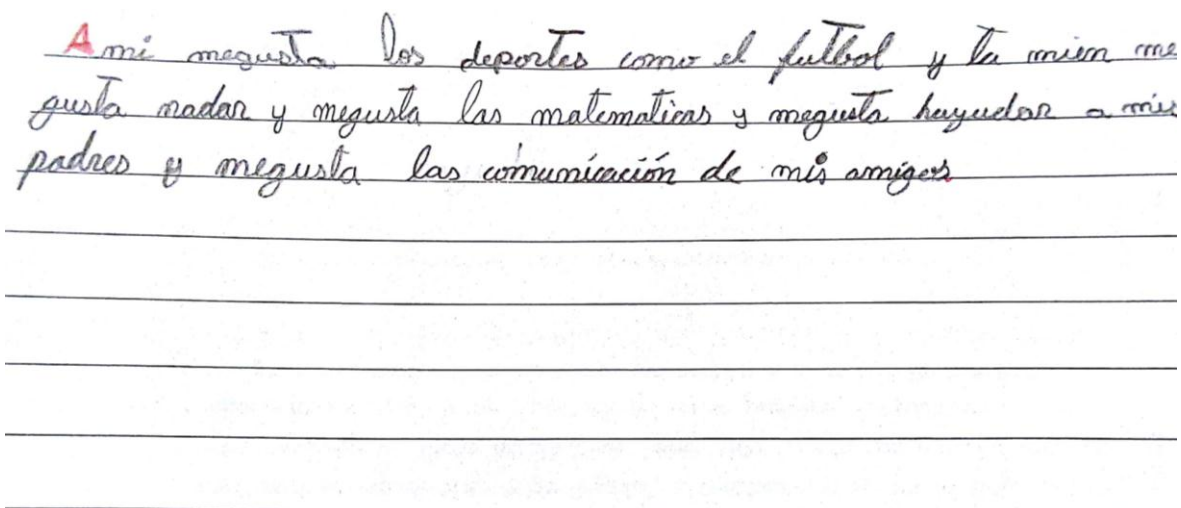 A mi megusta los deportes como el futbol y ta mien me
gusta nadar y megusta las matematicas y megusta hayudar a mis
padres y megusta las comunicación de mis amigos